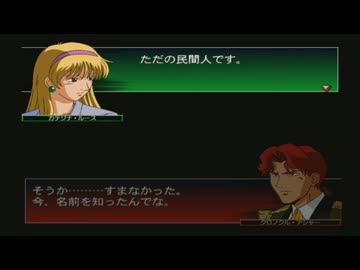 ただの民間人です。
カテジナ・ルース
そうか………すまなかった。
今、名前を知ったんでな。
クロノクル・アシャー